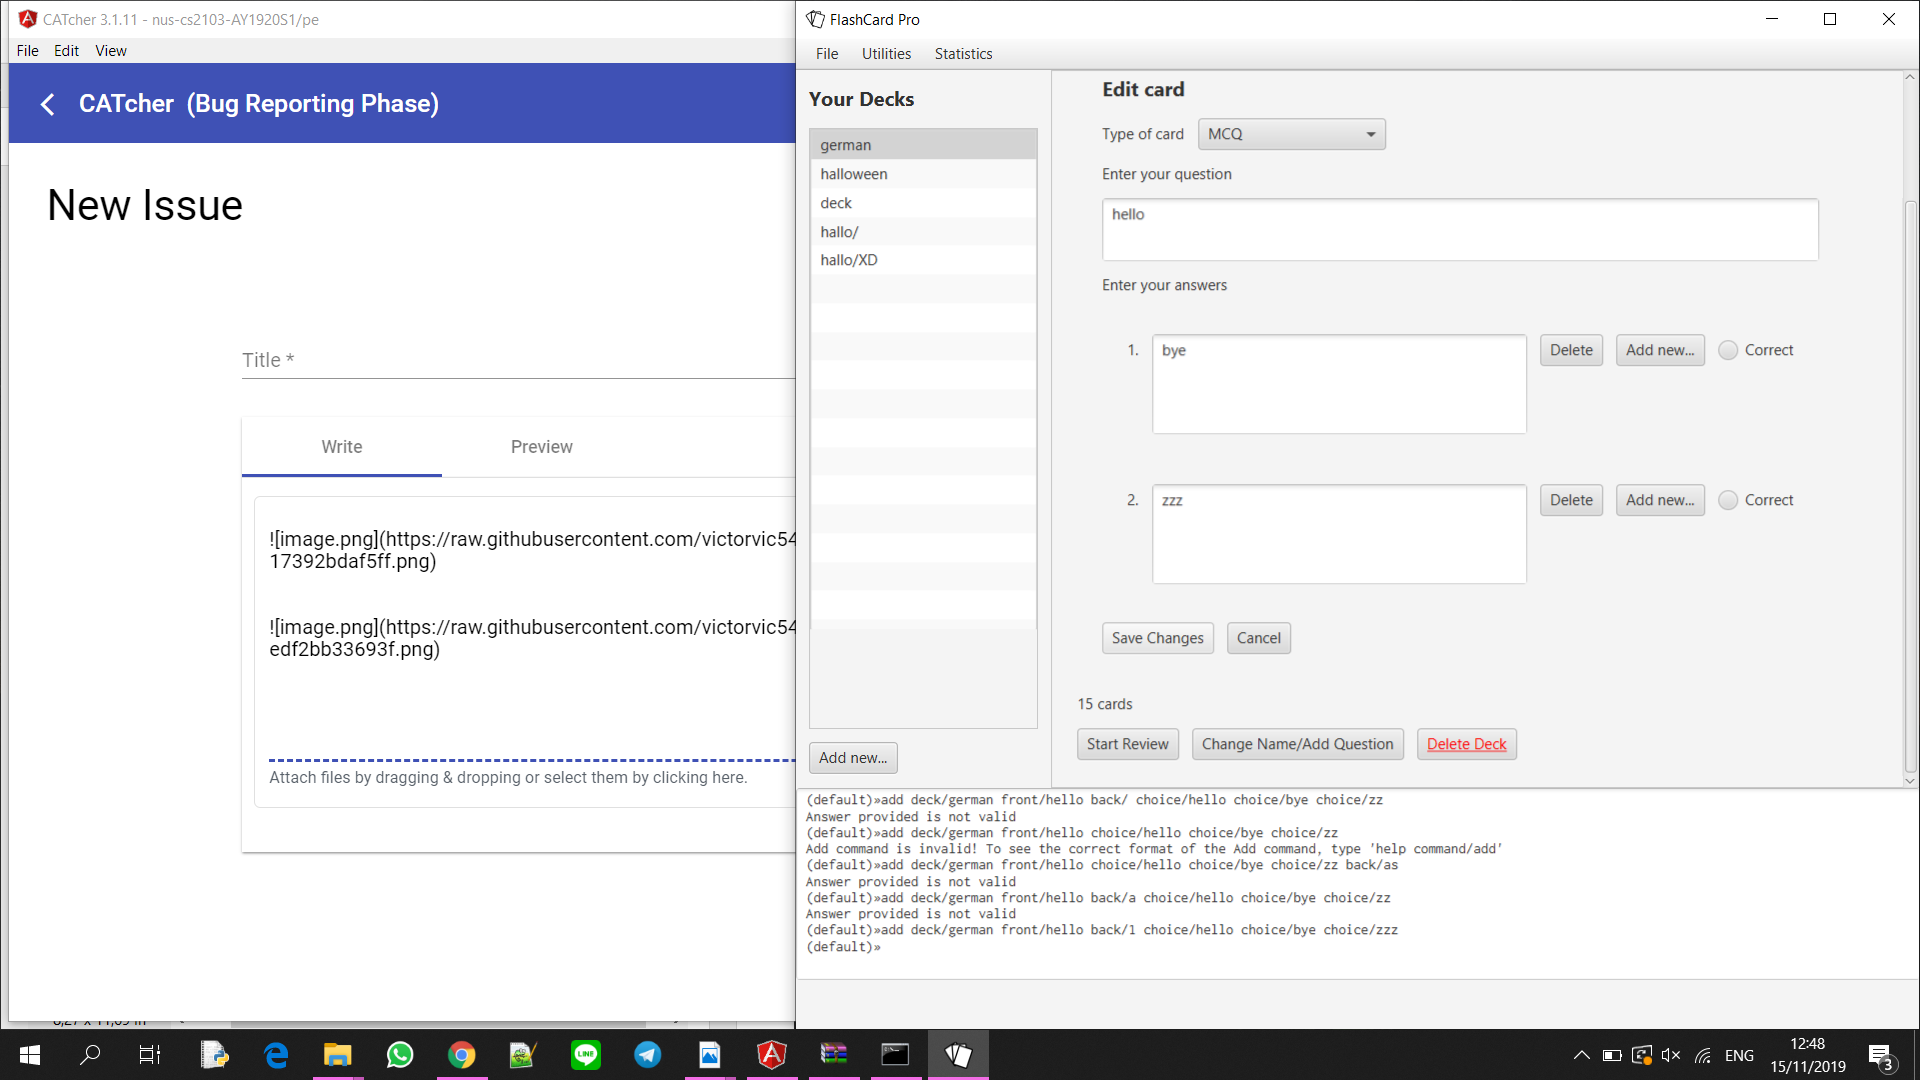 CATcher 3.1.11 - nus-cs2103-AY1920S1/pe
File Edit View
CATcher (Bug Reporting Phase)
New Issue
Title *
Write Preview
![image.png](https://raw.githubusercontent.com/victorvic54
17392bdaf5ff.png)
![image.png](https://raw.githubusercontent.com/victorvic54
edf2bb33693f.png)
Attach files by dragging & dropping or select them by clicking here.
FlashCard Pro
File Utilities Statistics
Your Decks
german
halloween
deck
hallo/
hallo/XD
Add new...
Edit card
Type of card MCQ
Enter your question
hello
Enter your answers
1. bye Delete Add new... Correct
2. zzz Delete Add new... Correct
Save Changes Cancel
15 cards
Start Review Change Name/Add Question Delete Deck
(default)»add deck/german front/hello back/ choice/hello choice/bye choice/zz
Answer provided is not valid
(default)»add deck/german front/hello choice/hello choice/bye choice/zz
Add command is invalid! To see the correct format of the Add command, type 'help command/add'
(default)»add deck/german front/hello choice/hello choice/bye choice/zz back/as
Answer provided is not valid
(default)»add deck/german front/hello back/a choice/hello choice/bye choice/zz
Answer provided is not valid
(default)»add deck/german front/hello back/1 choice/hello choice/bye choice/zzz
(default)»
LINE
ENG
12:48
15/11/2019
3